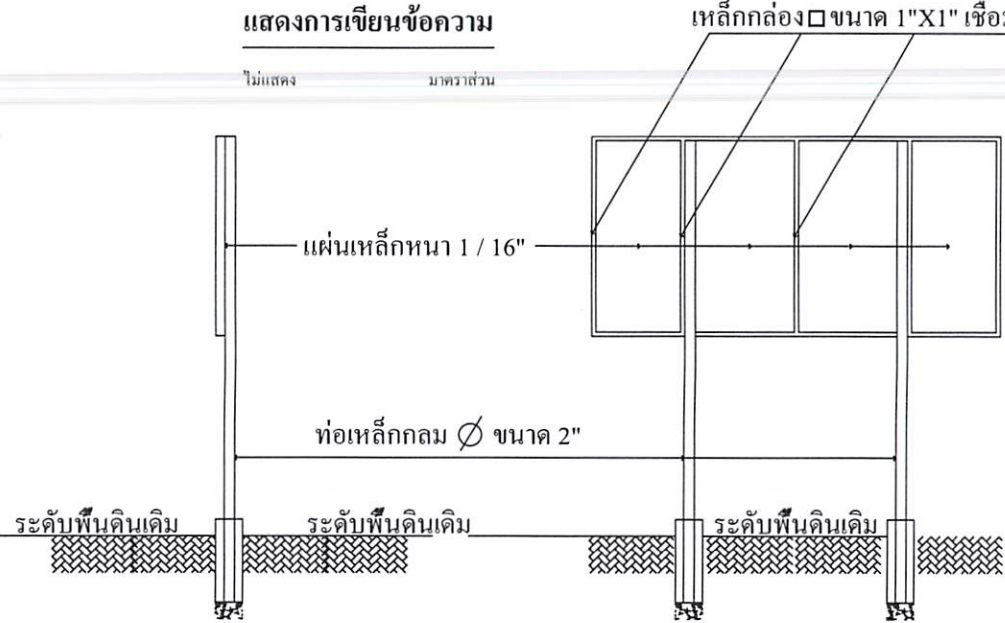 แสดงการเขียนข้อความ
เหล็กกล่อง ขนาด 1"X1"
ไม่แสดง มาตราส่วน
แผ่นเหล็กหนา 1 / 16"
ท่อเหล็กกลม Ø ขนาด 2"
ระดับพื้นดินเดิม ระดับพื้นดินเดิม ระดับพื้นดินเดิม